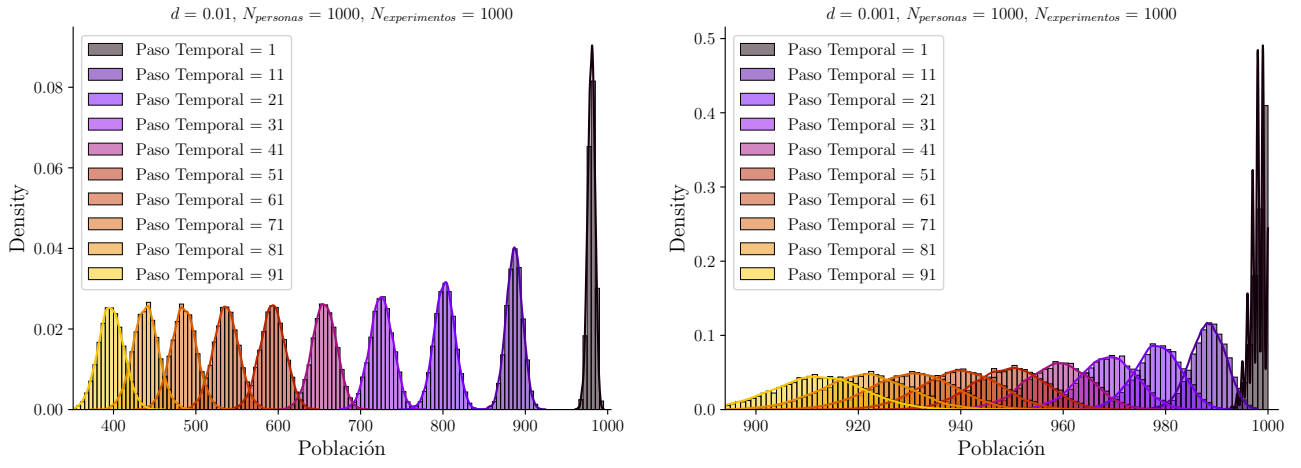 d = 0.01, N_personas = 1000, N_experimentos = 1000
Density
0.08
0.06
0.04
0.02
0.00
Paso Temporal = 1
Paso Temporal = 11
Paso Temporal = 21
Paso Temporal = 31
Paso Temporal = 41
Paso Temporal = 51
Paso Temporal = 61
Paso Temporal = 71
Paso Temporal = 81
Paso Temporal = 91
400 500 600 700 800 900 1000
Población
d = 0.001, N_personas = 1000, N_experimentos = 1000
Density
0.5
0.4
0.3
0.2
0.1
0.0
Paso Temporal = 1
Paso Temporal = 11
Paso Temporal = 21
Paso Temporal = 31
Paso Temporal = 41
Paso Temporal = 51
Paso Temporal = 61
Paso Temporal = 71
Paso Temporal = 81
Paso Temporal = 91
900 920 940 960 980 1000
Población